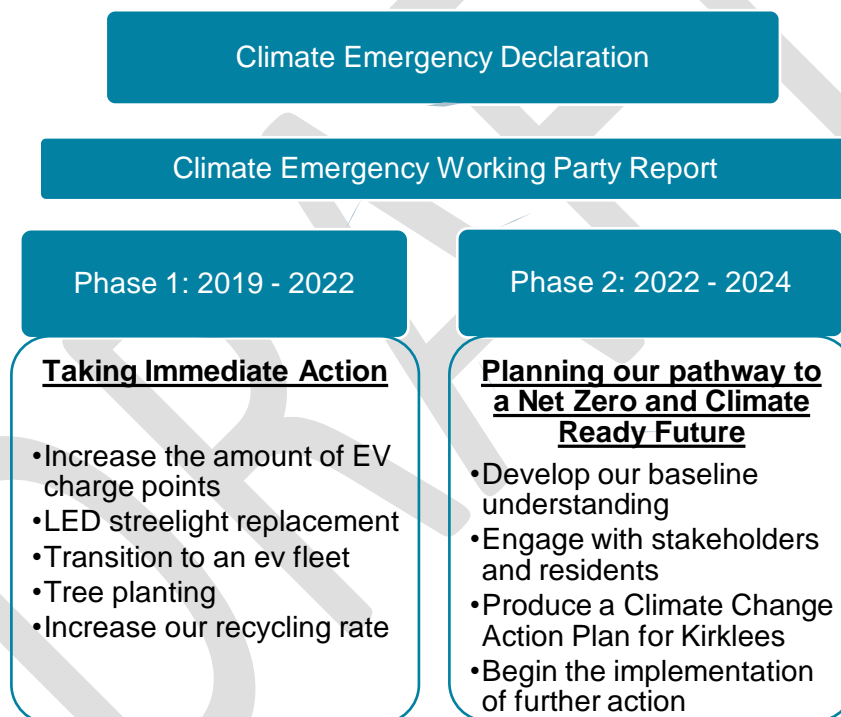 Climate Emergency Declaration
Climate Emergency Working Party Report
Phase 1: 2019 - 2022
Taking Immediate Action
•Increase the amount of EV
charge points
•LED streelight replacement
•Transition to an ev fleet
•Tree planting
•Increase our recycling rate
Phase 2: 2022 - 2024
Planning our pathway to
a Net Zero and Climate
Ready Future
•Develop our baseline
understanding
•Engage with stakeholders
and residents
•Produce a Climate Change
Action Plan for Kirklees
•Begin the implementation
of further action